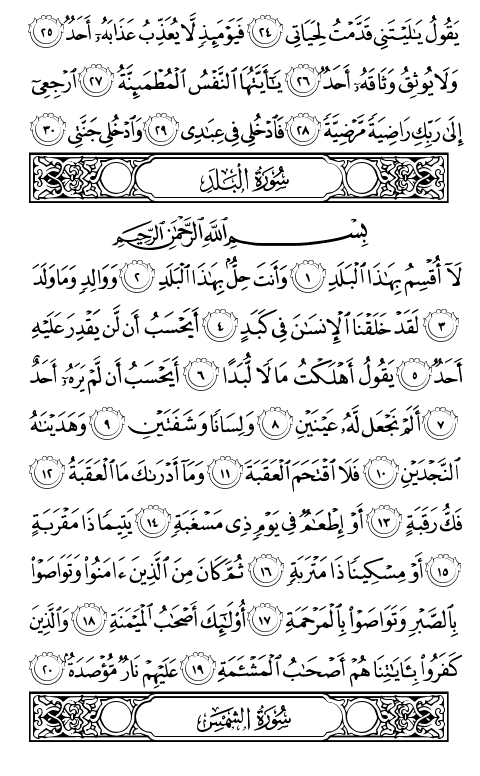 يَقُولُ يَٰلَيْتَنِى قَدَّمْتُ لِحَيَاتِى ٢٤ فَيَوْمَئِذٍ لَّا يُعَذِّبُ عَذَابَهُۥٓ أَحَدٌ ٢٥
وَلَا يُوثِقُ وَثَاقَهُۥٓ أَحَدٌ ٢٦ يَٰٓأَيَّتُهَا ٱلنَّفْسُ ٱلْمُطْمَئِنَّةُ ٢٧ ٱرْجِعِىٓ
إِلَىٰ رَبِّكِ رَاضِيَةً مَّرْضِيَّةً ٢٨ فَٱدْخُلِى فِى عِبَٰدِى ٢٩ وَٱدْخُلِى جَنَّتِى ٣٠
سُورَةُ الْبَلَدِ
بِسْمِ ٱللَّهِ ٱلرَّحْمَٰنِ ٱلرَّحِيمِ
لَآ أُقْسِمُ بِهَٰذَا ٱلْبَلَدِ ١ وَأَنتَ حِلٌّۢ بِهَٰذَا ٱلْبَلَدِ ٢ وَوَالِدٍ وَمَا وَلَدَ
٣ لَقَدْ خَلَقْنَا ٱلْإِنسَٰنَ فِى كَبَدٍ ٤ أَيَحْسَبُ أَن لَّن يَقْدِرَ عَلَيْهِ
أَحَدٌ ٥ يَقُولُ أَهْلَكْتُ مَالًا لُّبَدًا ٦ أَيَحْسَبُ أَن لَّمْ يَرَهُۥٓ أَحَدٌ
٧ أَلَمْ نَجْعَل لَّهُۥ عَيْنَيْنِ ٨ وَلِسَانًا وَشَفَتَيْنِ ٩ وَهَدَيْنَٰهُ
ٱلنَّجْدَيْنِ ١٠ فَلَا ٱقْتَحَمَ ٱلْعَقَبَةَ ١١ وَمَآ أَدْرَىٰكَ مَا ٱلْعَقَبَةُ ١٢
فَكُّ رَقَبَةٍ ١٣ أَوْ إِطْعَٰمٌ فِى يَوْمٍ ذِى مَسْغَبَةٍ ١٤ يَتِيمًا ذَا مَقْرَبَةٍ
١٥ أَوْ مِسْكِينًا ذَا مَتْرَبَةٍ ١٦ ثُمَّ كَانَ مِنَ ٱلَّذِينَ ءَامَنُوا۟ وَتَوَاصَوْا۟
بِٱلصَّبْرِ وَتَوَاصَوْا۟ بِٱلْمَرْحَمَةِ ١٧ أُو۟لَٰٓئِكَ أَصْحَٰبُ ٱلْمَيْمَنَةِ ١٨ وَٱلَّذِينَ
كَفَرُوا۟ بِـَٔايَٰتِنَا هُمْ أَصْحَٰبُ ٱلْمَشْـَٔمَةِ ١٩ عَلَيْهِمْ نَارٌ مُّؤْصَدَةٌۢ ٢٠
سُورَةُ الشَّمْسِ